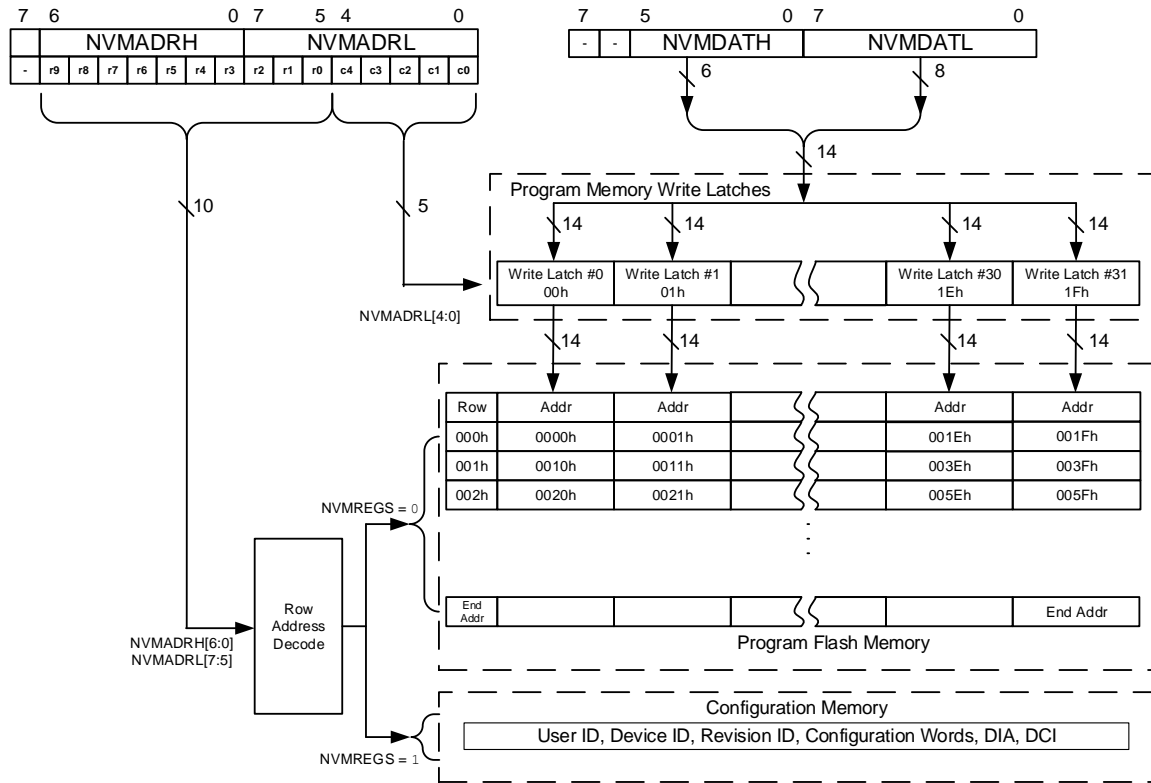 7 6 0 7 5 4 0 7 5 0 7 0
NVMADRH NVMADRL - - NVMDATH NVMDATL
- r9 r8 r7 r6 r5 r4 r3 r2 r1 r0 c4 c3 c2 c1 c0
6 8
14
Program Memory Write Latches
10 5
14 14 14 14
Write Latch #0 Write Latch #1 Write Latch #30 Write Latch #31
00h 01h 1Eh 1Fh
NVMADRL[4:0]
14 14 14 14
Row Addr Addr Addr Addr
000h 0000h 0001h 001Eh 001Fh
001h 0010h 0011h 003Eh 003Fh
002h 0020h 0021h 005Eh 005Fh
NVMREGS = 0
End
Addr
End Addr
Row
Address
Decode
NVMADRH[6:0]
NVMADRL[7:5]
Program Flash Memory
Configuration Memory
User ID, Device ID, Revision ID, Configuration Words, DIA, DCI
NVMREGS = 1